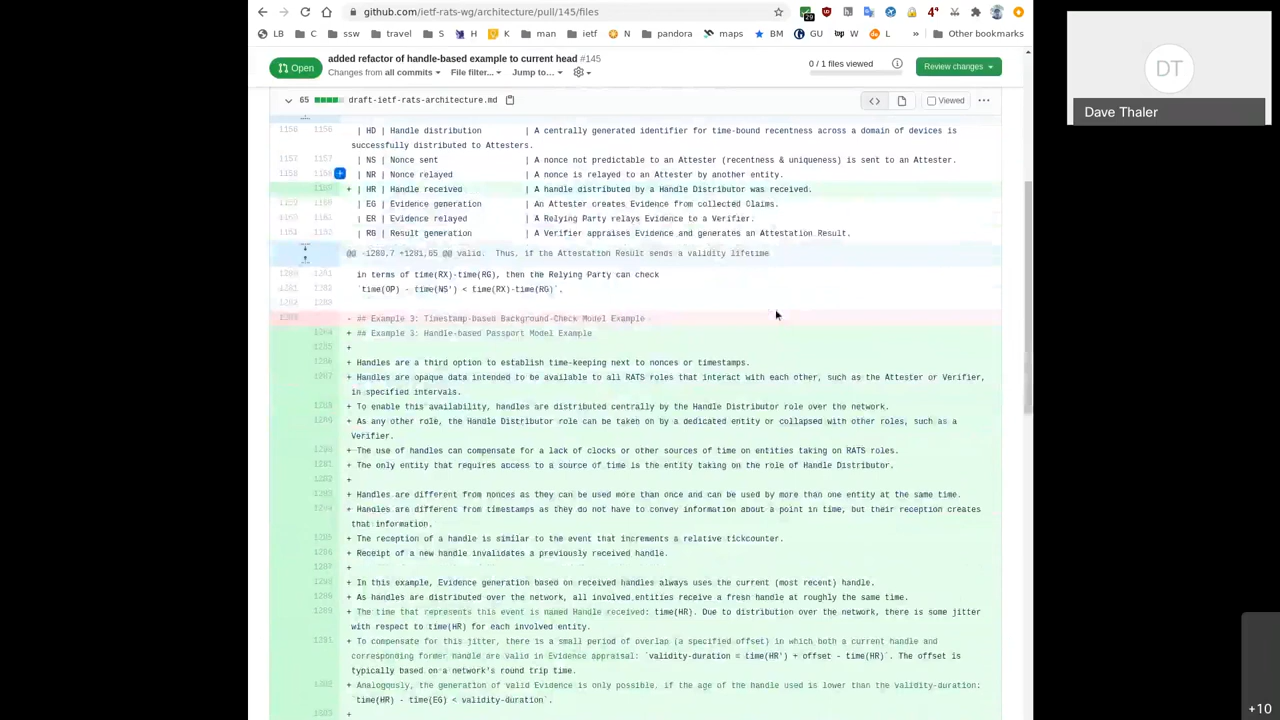 github.com/ietf-rats-wg/architecture/pull/145/files
29
4⁹
LB C ssw travel S H K man ietf N pandora maps BM GU W L » Other bookmarks
added refactor of handle-based example to current head #145
Open
Changes from all commits File filter... Jump to...
0 / 1 files viewed
Review changes
65 draft-ietf-rats-architecture.md
Viewed
1156 | HD | Handle distribution | A centrally generated identifier for time-bound recentness across a domain of devices is
successfully distributed to Attesters.
1157 | NS | Nonce sent | A nonce not predictable to an Attester (recentness & uniqueness) is sent to an Attester.
1158 | NR | Nonce relayed | A nonce is relayed to an Attester by another entity.
+ | HR | Handle received | A handle distributed by a Handle Distributor was received.
| EG | Evidence generation | An Attester creates Evidence from collected Claims.
| ER | Evidence relayed | A Relying Party relays Evidence to a Verifier.
| RG | Result generation | A Verifier appraises Evidence and generates an Attestation Result.
@@ -1280,7 +1281,65 @@ valid. Thus, if the Attestation Result sends a validity lifetime
in terms of time(RX)-time(RG), then the Relying Party can check
`time(OP) - time(NS') < time(RX)-time(RG)`.
- ## Example 3: Timestamp-based Background-Check Model Example
+ ## Example 3: Handle-based Passport Model Example
+
+ Handles are a third option to establish time-keeping next to nonces or timestamps.
+ Handles are opaque data intended to be available to all RATS roles that interact with each other, such as the Attester or Verifier,
in specified intervals.
+ To enable this availability, handles are distributed centrally by the Handle Distributor role over the network.
+ As any other role, the Handle Distributor role can be taken on by a dedicated entity or collapsed with other roles, such as a
Verifier.
+ The use of handles can compensate for a lack of clocks or other sources of time on entities taking on RATS roles.
+ The only entity that requires access to a source of time is the entity taking on the role of Handle Distributor.
+
+ Handles are different from nonces as they can be used more than once and can be used by more than one entity at the same time.
+ Handles are different from timestamps as they do not have to convey information about a point in time, but their reception creates
that information.
+ The reception of a handle is similar to the event that increments a relative tickcounter.
+ Receipt of a new handle invalidates a previously received handle.
+
+ In this example, Evidence generation based on received handles always uses the current (most recent) handle.
+ As handles are distributed over the network, all involved entities receive a fresh handle at roughly the same time.
+ The time that represents this event is named Handle received: time(HR). Due to distribution over the network, there is some jitter
with respect to time(HR) for each involved entity.
+ To compensate for this jitter, there is a small period of overlap (a specified offset) in which both a current handle and
corresponding former handle are valid in Evidence appraisal: `validity-duration = time(HR') + offset - time(HR)`. The offset is
typically based on a network's round trip time.
+ Analogously, the generation of valid Evidence is only possible, if the age of the handle used is lower than the validity-duration:
`time(HR) - time(EG) < validity-duration`.
+
DT
Dave Thaler
+10